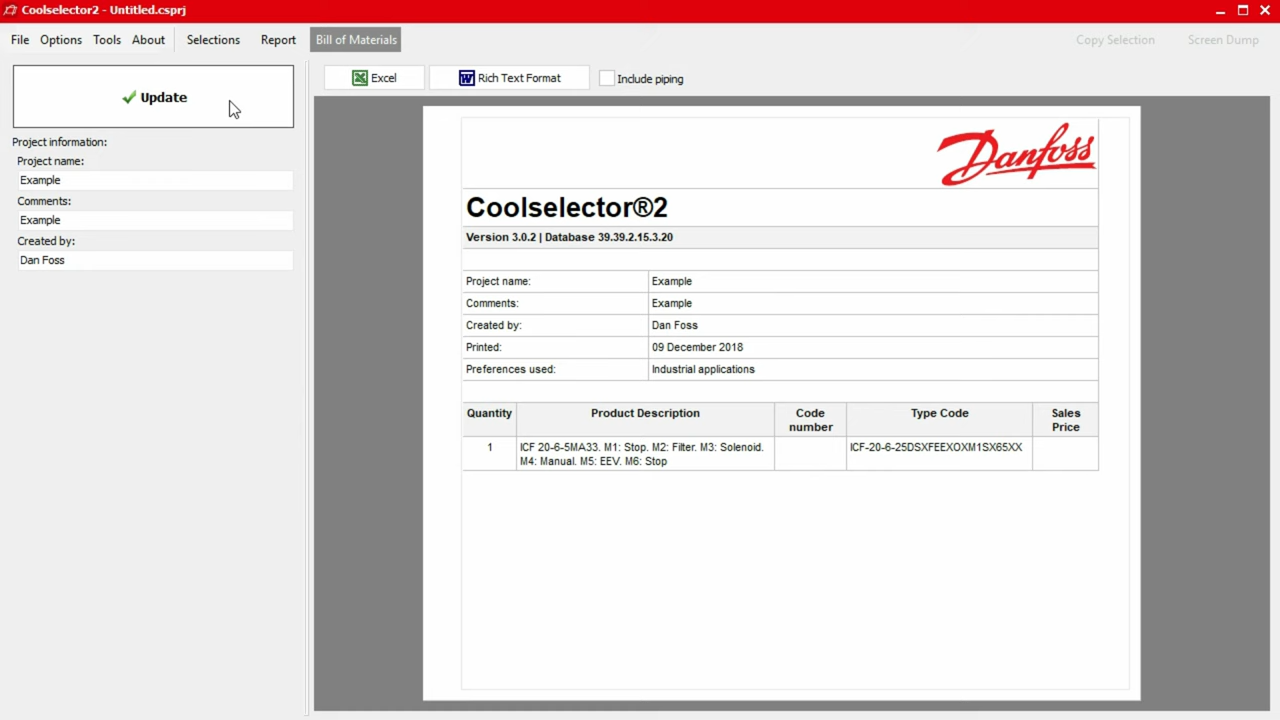 Coolselector2 - Untitled.csprj
File Options Tools About Selections Report Bill of Materials Copy Selection Screen Dump
Update
Excel Rich Text Format Include piping
Project information:
Project name:
Example
Comments:
Example
Created by:
Dan Foss
Danfoss
Coolselector®2
Version 3.0.2 | Database 39.39.2.15.3.20
Project name: Example
Comments: Example
Created by: Dan Foss
Printed: 09 December 2018
Preferences used: Industrial applications
Quantity Product Description Code number Type Code Sales Price
1 ICF 20-6-5MA33. M1: Stop. M2: Filter. M3: Solenoid. ICF-20-6-25DSXFEEXOXM1SX65XX
M4: Manual. M5: EEV. M6: Stop